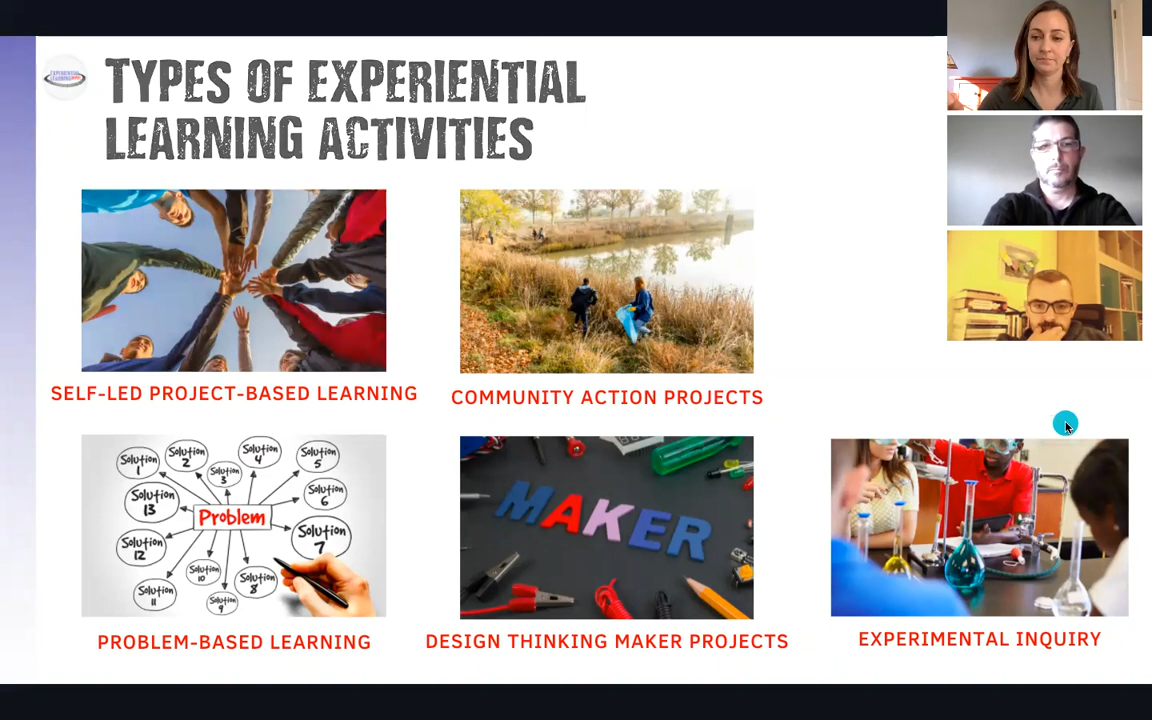 TYPES OF EXPERIENTIAL
LEARNING ACTIVITIES
EXPERIENTIAL
SELF-LED PROJECT-BASED LEARNING
COMMUNITY ACTION PROJECTS
Solution 1
Solution 2
Solution 3
Solution 4
Solution 5
Solution 6
Solution 7
Solution 8
Solution 9
Solution 10
Solution 11
Solution 12
Solution 13
Problem
MAKER
PROBLEM-BASED LEARNING
DESIGN THINKING MAKER PROJECTS
EXPERIMENTAL INQUIRY